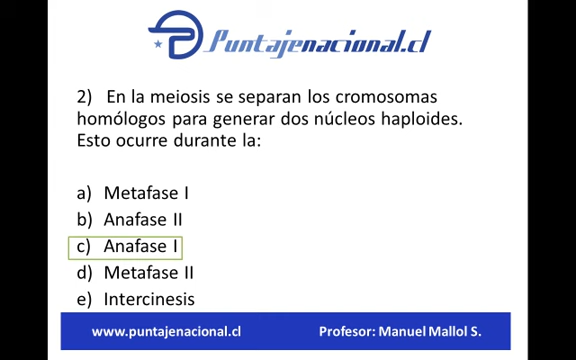 Puntajenacional.cl
2) En la meiosis se separan los cromosomas
homólogos para generar dos núcleos haploides.
Esto ocurre durante la:
a) Metafase I
b) Anafase II
c) Anafase I
d) Metafase II
e) Intercinesis
www.puntajenacional.cl Profesor: Manuel Mallol S.